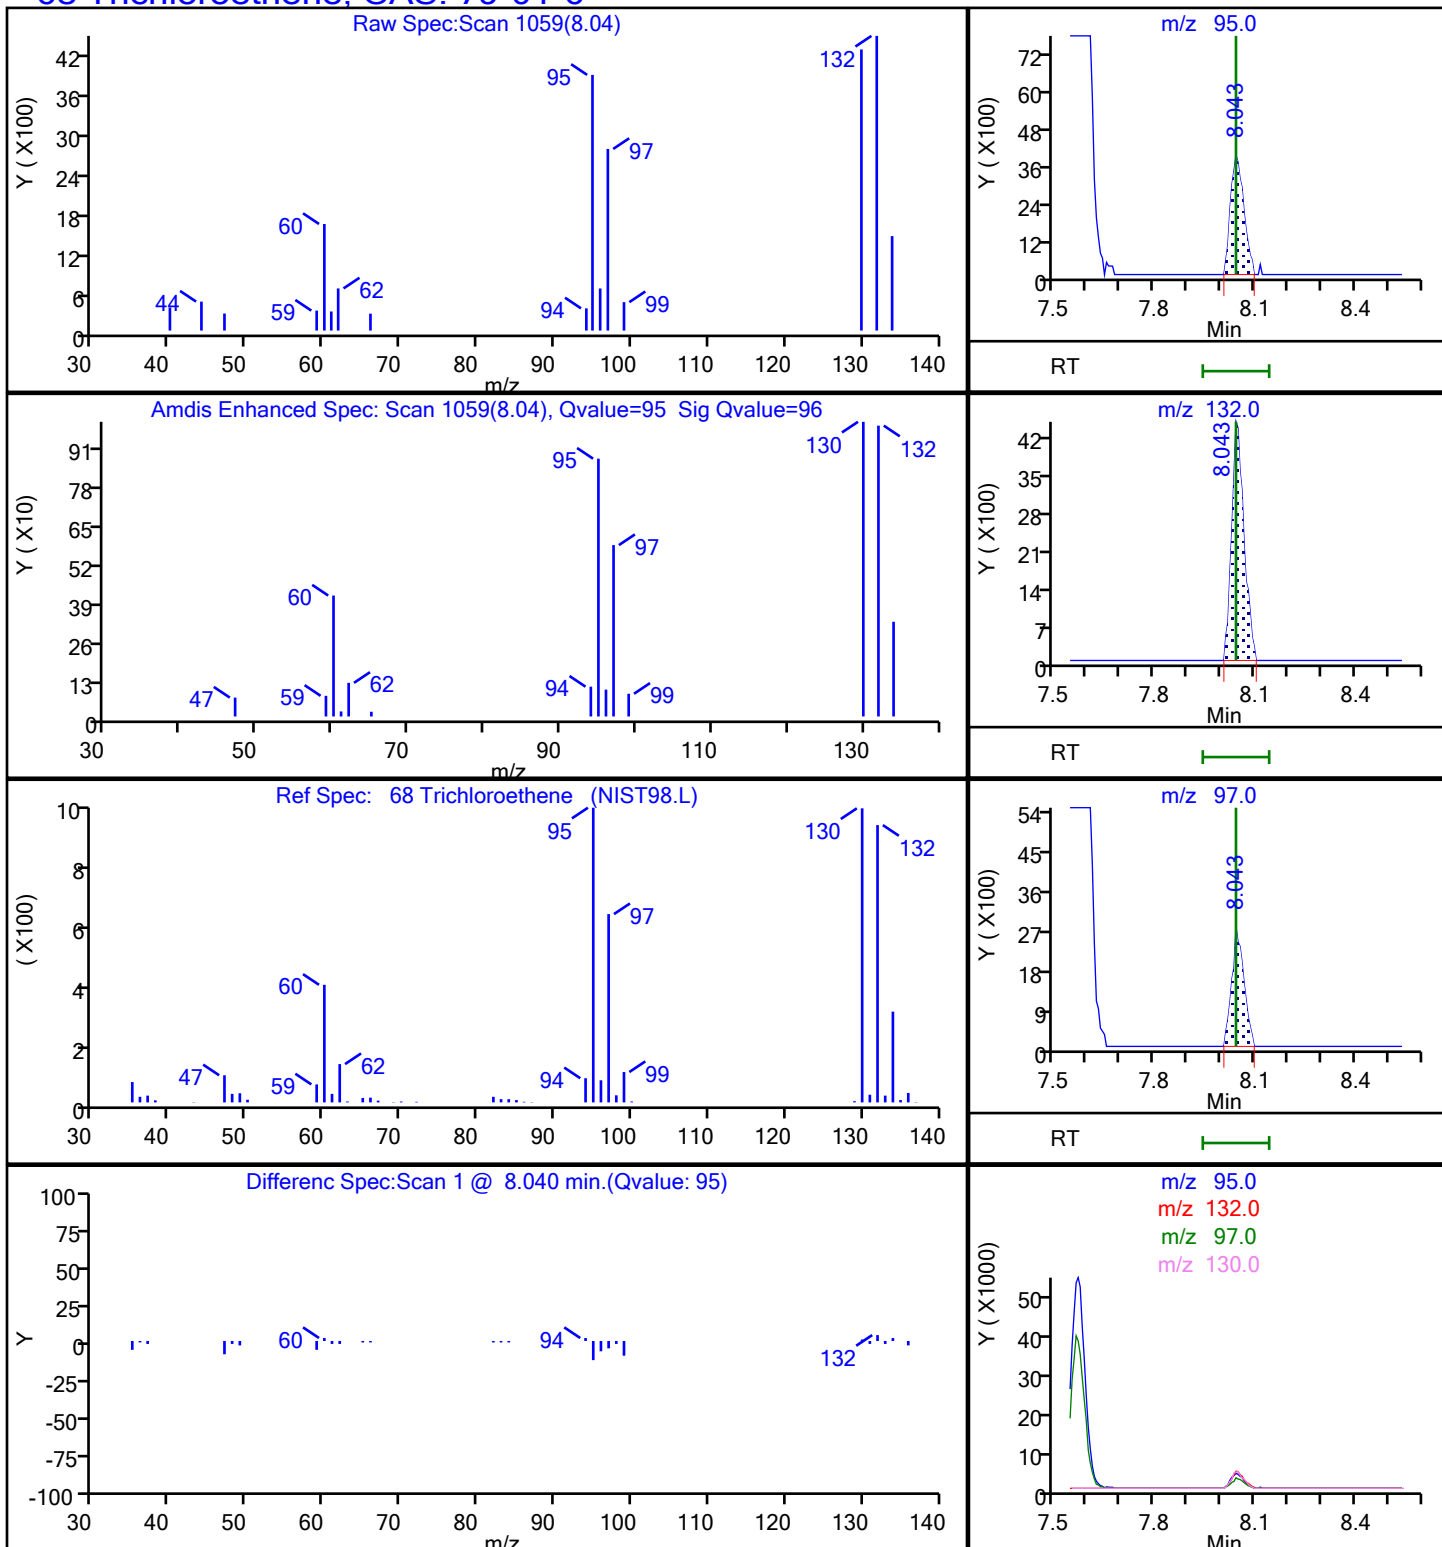 Raw Spec:Scan 1059(8.04)
Y ( X100)
42
36
30
24
18
12
6
0
44
59
60
62
94
95
97
99
132
30 40 50 60 70 80 90 100 110 120 130 140
m/z
m/z 95.0
Y ( X100)
72
60
48
36
24
12
0
8.043
7.5 7.8 8.1 8.4
Min
RT
Amdis Enhanced Spec: Scan 1059(8.04), Qvalue=95 Sig Qvalue=96
Y ( X10)
91
78
65
52
39
26
13
0
47
59
60
62
94
95
97
99
130
132
30 50 70 90 110 130
m/z
m/z 132.0
Y ( X100)
42
35
28
21
14
7
0
8.043
7.5 7.8 8.1 8.4
Min
RT
Ref Spec: 68 Trichloroethene (NIST98.L)
( X100)
10
8
6
4
2
0
47
59
60
62
94
95
97
99
130
132
30 40 50 60 70 80 90 100 110 120 130 140
m/z 97.0
Y ( X100)
54
45
36
27
18
9
0
8.043
7.5 7.8 8.1 8.4
Min
RT
Differenc Spec:Scan 1 @ 8.040 min.(Qvalue: 95)
Y
100
75
50
25
0
-25
-50
-75
-100
60
94
132
30 40 50 60 70 80 90 100 110 120 130 140
m/z
m/z 95.0
m/z 132.0
m/z 97.0
m/z 130.0
Y ( X1000)
50
40
30
20
10
0
7.5 7.8 8.1 8.4
Min